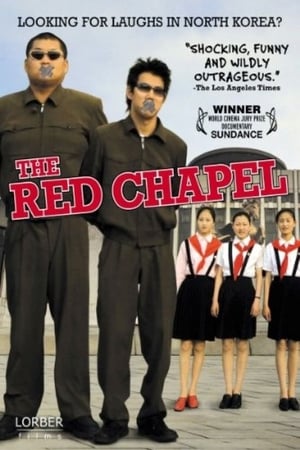 LOOKING FOR LAUGHS IN NORTH KOREA?
"SHOCKING, FUNNY
AND WILDLY
OUTRAGEOUS."
-The Los Angeles Times
WINNER
WORLD CINEMA JURY PRIZE
DOCUMENTARY
SUNDANCE
THE
RED CHAPEL
LORBER
films